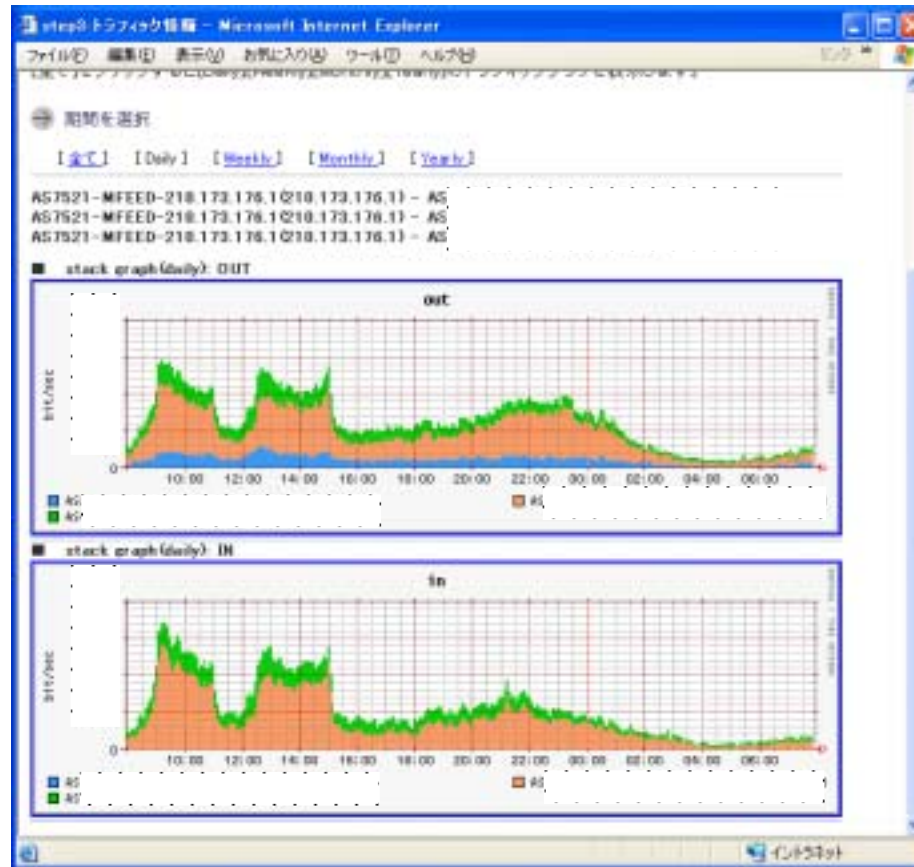 step3 トラフィック情報 - Microsoft Internet Explorer
ファイル(F) 編集(E) 表示(V) お気に入り(A) ツール(T) ヘルプ(H) リンク »
期間を選択
[ 全て ] [ Daily ] [ Weekly ] [ Monthly ] [ Yearly ]
AS7521-MFEED-210.173.176.1(210.173.176.1) - AS
AS7521-MFEED-210.173.176.1(210.173.176.1) - AS
AS7521-MFEED-210.173.176.1(210.173.176.1) - AS
■ stack graph(daily): OUT
out
bit/sec
0
10:00 12:00 14:00 16:00 18:00 20:00 22:00 00:00 02:00 04:00 06:00
AS AS
AS
■ stack graph(daily): IN
in
bit/sec
0
10:00 12:00 14:00 16:00 18:00 20:00 22:00 00:00 02:00 04:00 06:00
AS AS
AS
イントラネット